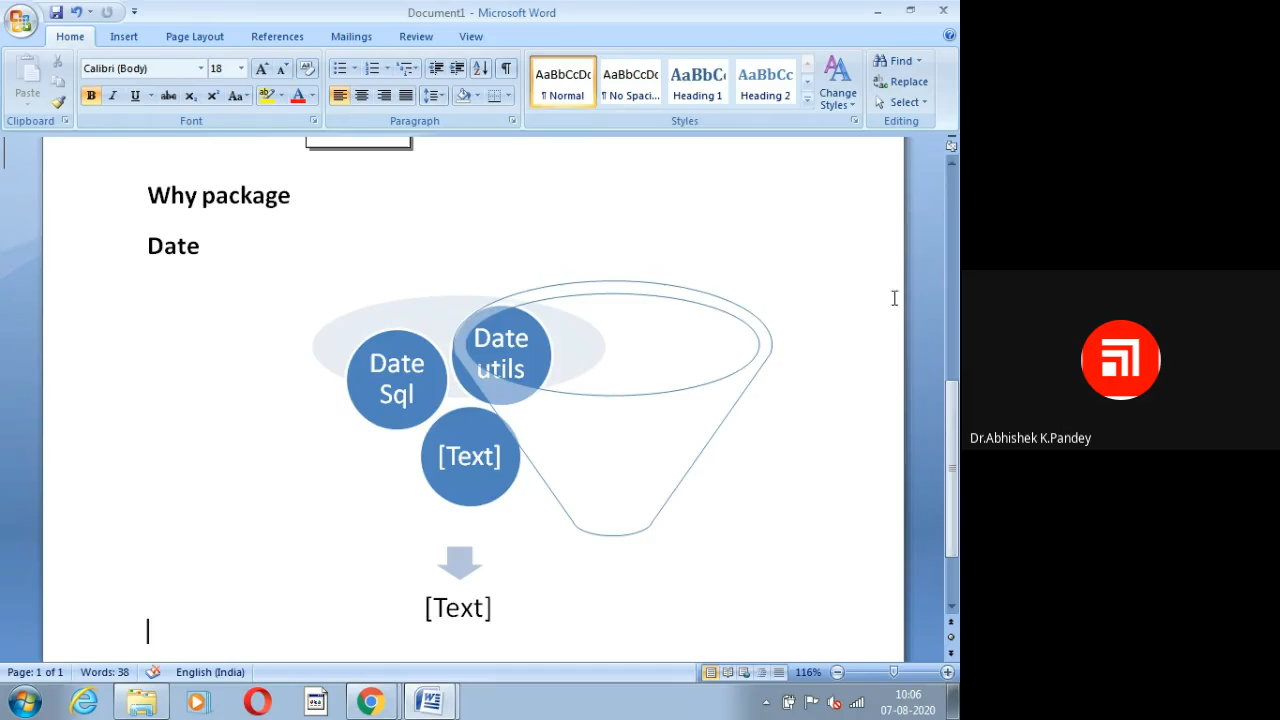 Document1 - Microsoft Word
Home Insert Page Layout References Mailings Review View
Paste
Clipboard
Calibri (Body) 18
Font
Paragraph
AaBbCcDc AaBbCcDc AaBbCc AaBbCc
¶ Normal ¶ No Spaci... Heading 1 Heading 2
Change Styles
Styles
Find
Replace
Select
Editing
Why package
Date
Date
Sql
Date
utils
[Text]
[Text]
Dr.Abhishek K.Pandey
Page: 1 of 1 Words: 38 English (India) 116%
10:06
07-08-2020